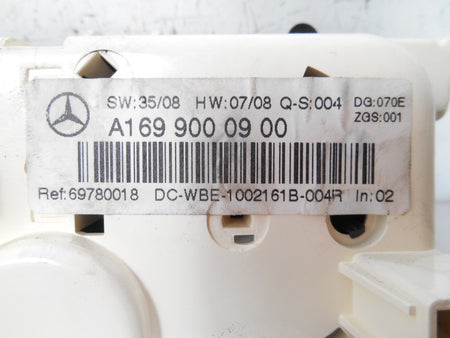 SW:35/08 HW:07/08 Q-S:004 DG:070E
ZGS:001
A169 900 09 00
Ref:69780018 DC-WBE-1002161B-004R In:02